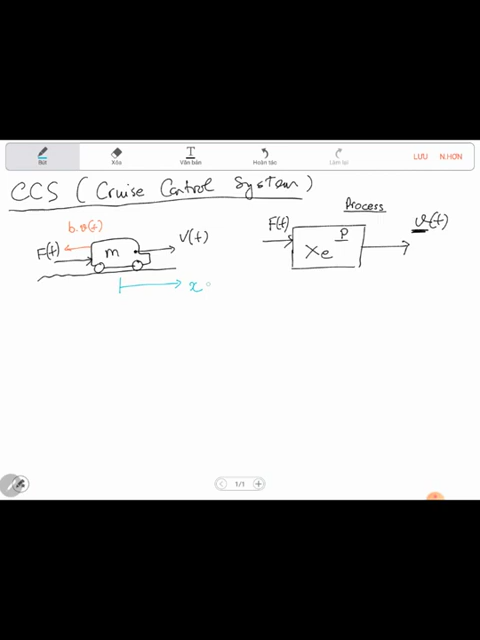 Bút Xóa Văn bản Hoàn tác Làm lại LƯU N.HƠN
CCS (Cruise Control System)
Process
b.v(t)
F(t) m V(t)
F(t) P v(t)
Xe
x
1/1